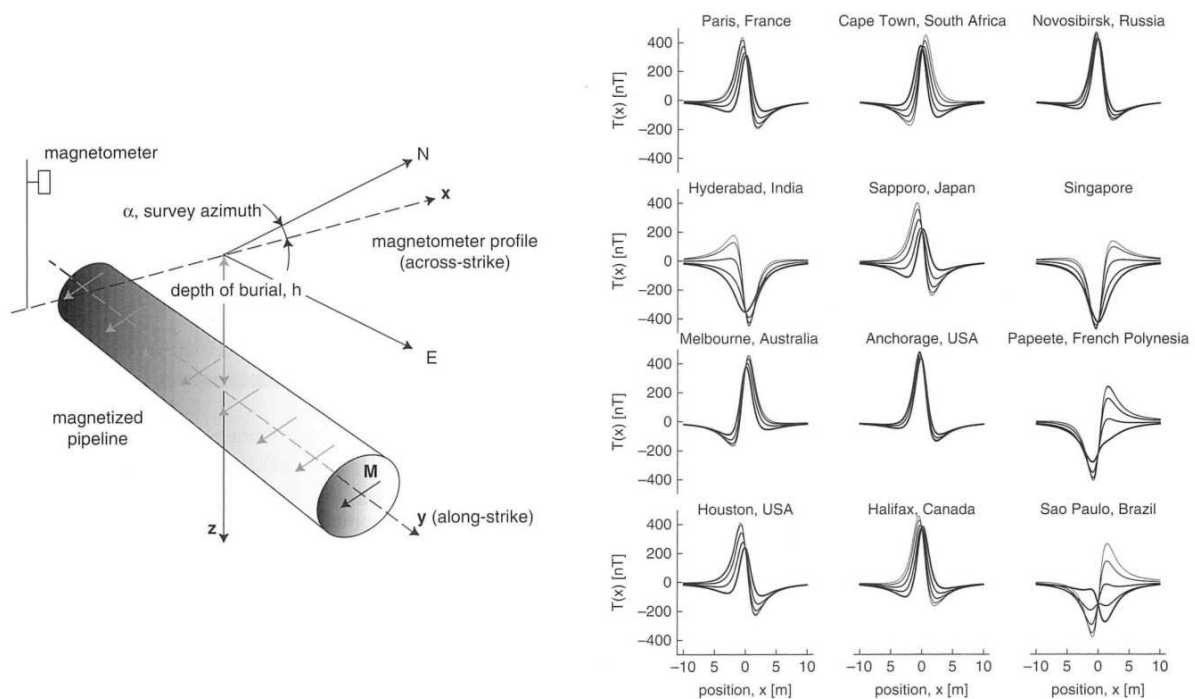 magnetometer
N
x
α, survey azimuth
magnetometer profile
(across-strike)
depth of burial, h
E
magnetized
pipeline
M
z
y (along-strike)
Paris, France
Cape Town, South Africa
Novosibirsk, Russia
T(x) [nT]
400
200
0
−200
−400
Hyderabad, India
Sapporo, Japan
Singapore
T(x) [nT]
400
200
0
−200
−400
Melbourne, Australia
Anchorage, USA
Papeete, French Polynesia
T(x) [nT]
400
200
0
−200
−400
Houston, USA
Halifax, Canada
Sao Paulo, Brazil
T(x) [nT]
400
200
0
−200
−400
−10 −5 0 5 10
−10 −5 0 5 10
−10 −5 0 5 10
position, x [m]
position, x [m]
position, x [m]